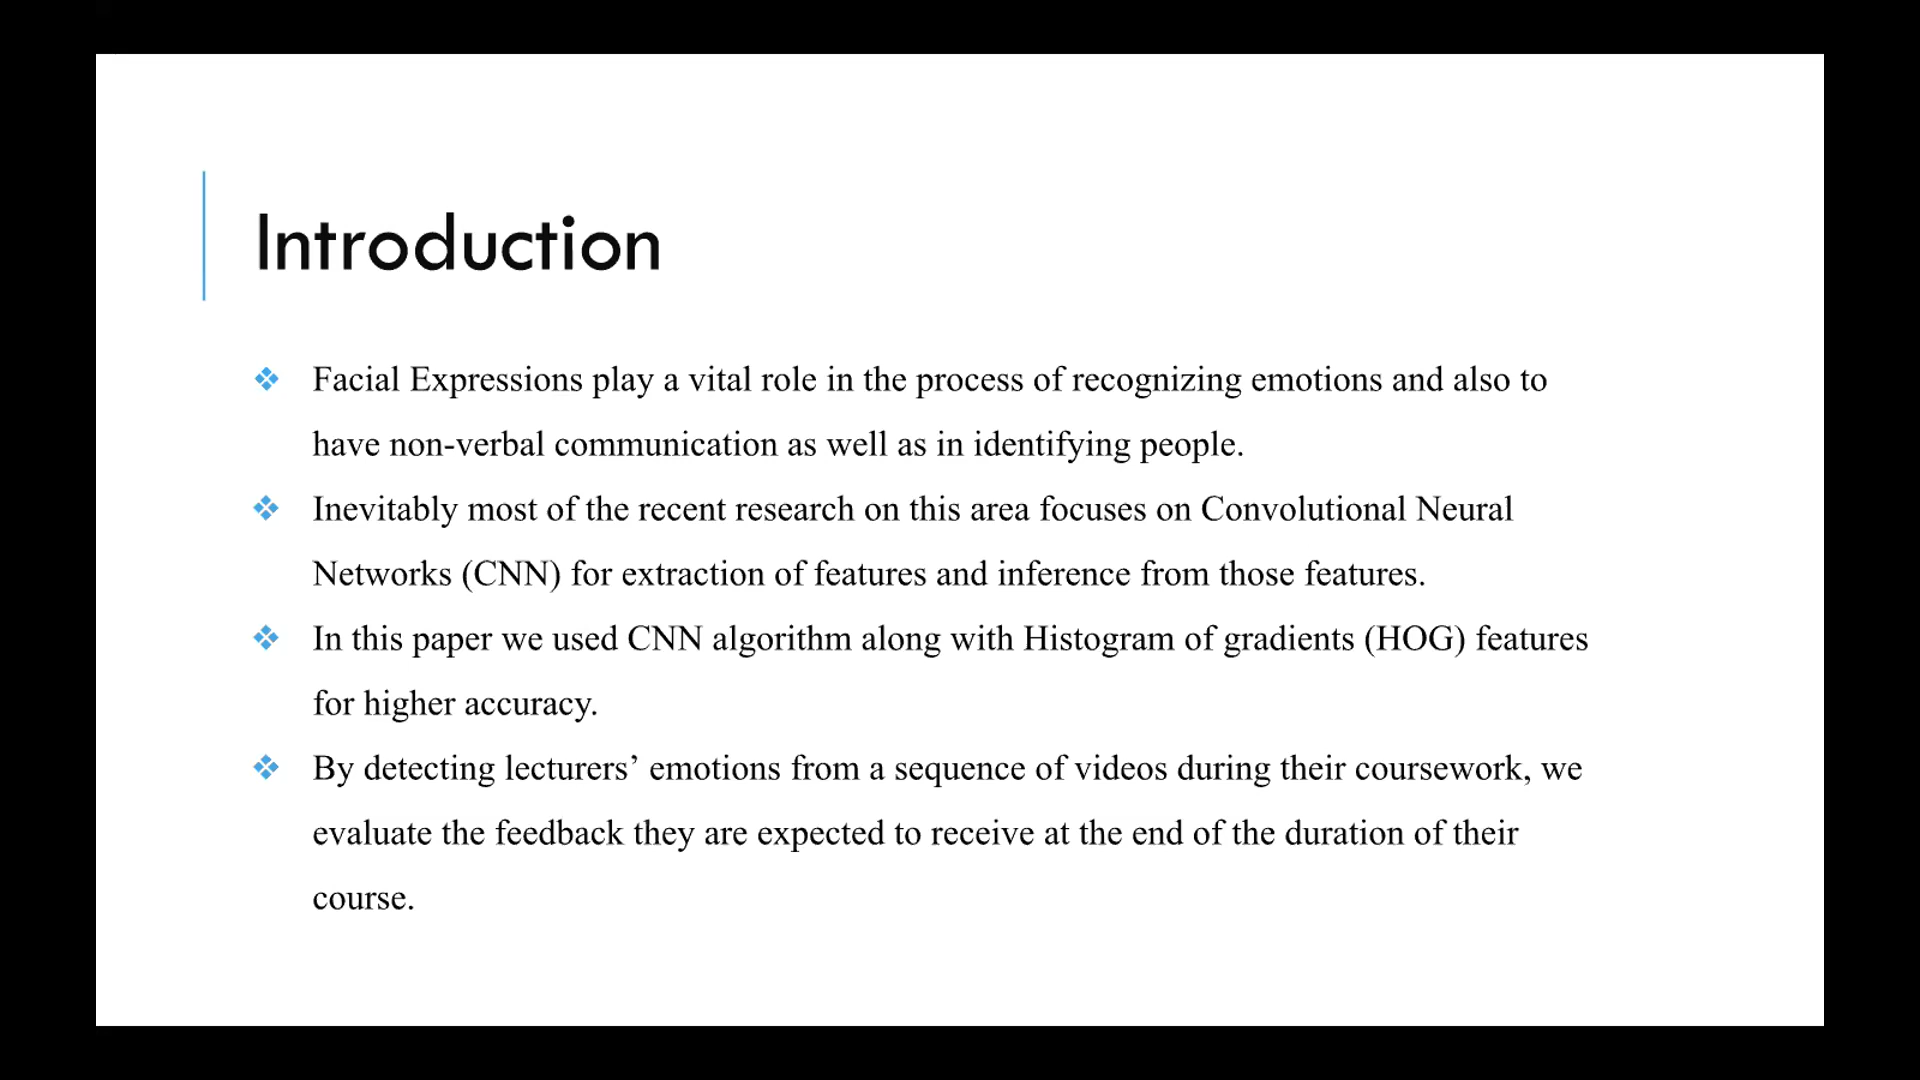 Introduction
Facial Expressions play a vital role in the process of recognizing emotions and also to
have non-verbal communication as well as in identifying people.
Inevitably most of the recent research on this area focuses on Convolutional Neural
Networks (CNN) for extraction of features and inference from those features.
In this paper we used CNN algorithm along with Histogram of gradients (HOG) features
for higher accuracy.
By detecting lecturers’ emotions from a sequence of videos during their coursework, we
evaluate the feedback they are expected to receive at the end of the duration of their
course.